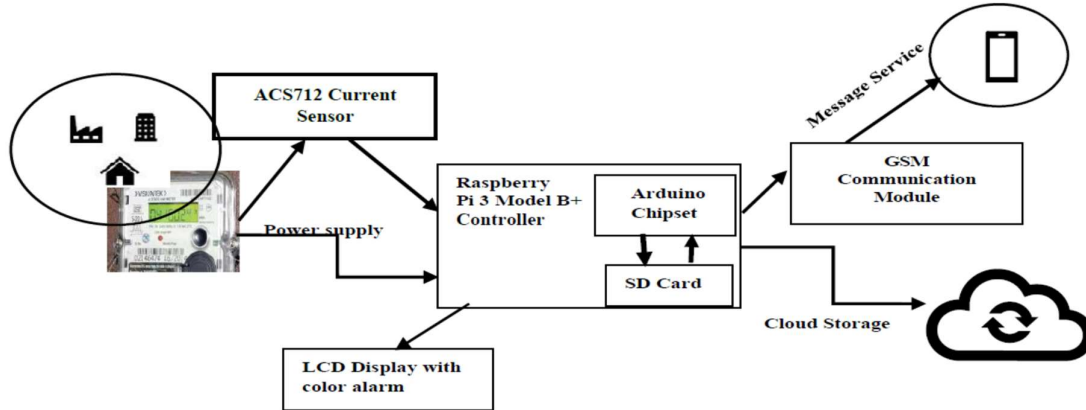 ACS712 Current
Sensor
Message Service
Raspberry
Pi 3 Model B+
Controller
Arduino
Chipset
SD Card
GSM
Communication
Module
Power supply
Cloud Storage
LCD Display with
color alarm